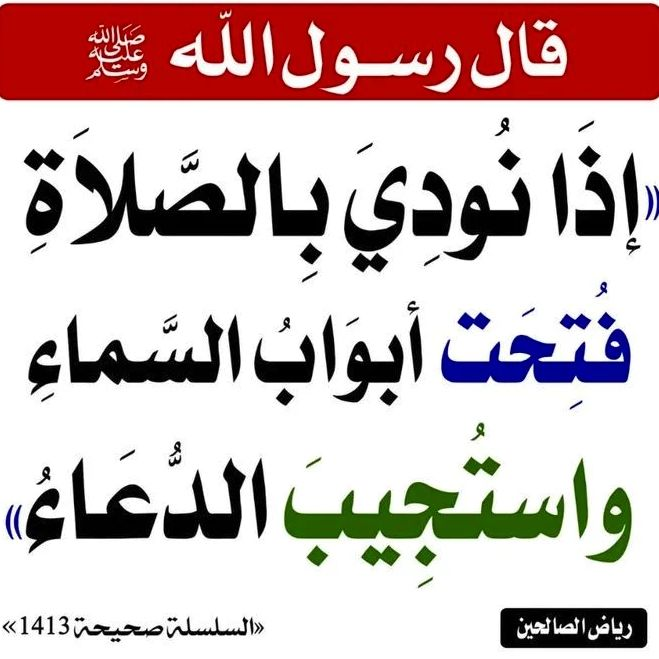 قال رسول الله ﷺ
«إِذَا نُودِيَ بِالصَّلاَةِ
فُتِحَت أبوَابُ السَّماءِ
واستُجِيبَ الدُّعَاءُ»
رياض الصالحين
«السلسلة صحيحة 1413»